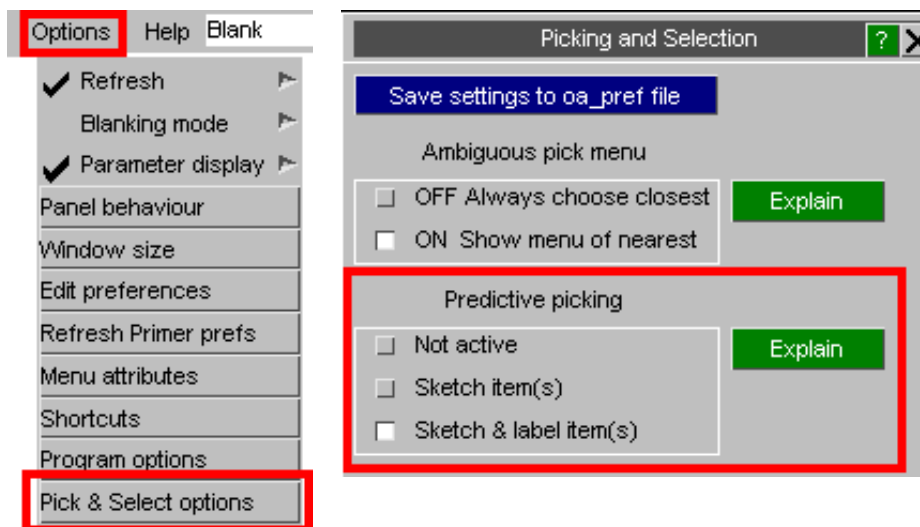 Options Help Blank
Refresh
Blanking mode
Parameter display
Panel behaviour
Window size
Edit preferences
Refresh Primer prefs
Menu attributes
Shortcuts
Program options
Pick & Select options
Picking and Selection ? X
Save settings to oa_pref file
Ambiguous pick menu
OFF Always choose closest Explain
ON Show menu of nearest
Predictive picking
Not active Explain
Sketch item(s)
Sketch & label item(s)